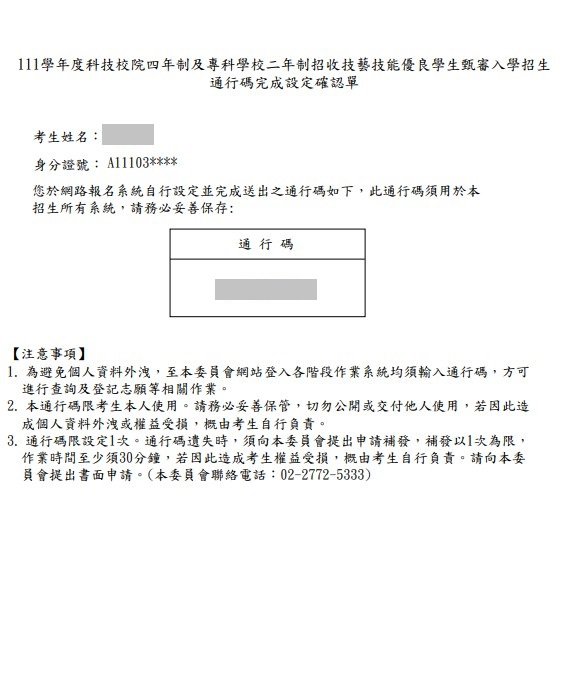 111學年度科技校院四年制及專科學校二年制招收技藝技能優良學生甄審入學招生
通行碼完成設定確認單
考生姓名：
身分證號： A11103****
您於網路報名系統自行設定並完成送出之通行碼如下，此通行碼須用於本
招生所有系統，請務必妥善保存:
通 行 碼
【注意事項】
1. 為避免個人資料外洩，至本委員會網站登入各階段作業系統均須輸入通行碼，方可
進行查詢及登記志願等相關作業。
2. 本通行碼限考生本人使用。請務必妥善保管，切勿公開或交付他人使用，若因此造
成個人資料外洩或權益受損，概由考生自行負責。
3. 通行碼限設定1次。通行碼遺失時，須向本委員會提出申請補發，補發以1次為限，
作業時間至少須30分鐘，若因此造成考生權益受損，概由考生自行負責。請向本委
員會提出書面申請。(本委員會聯絡電話：02-2772-5333)